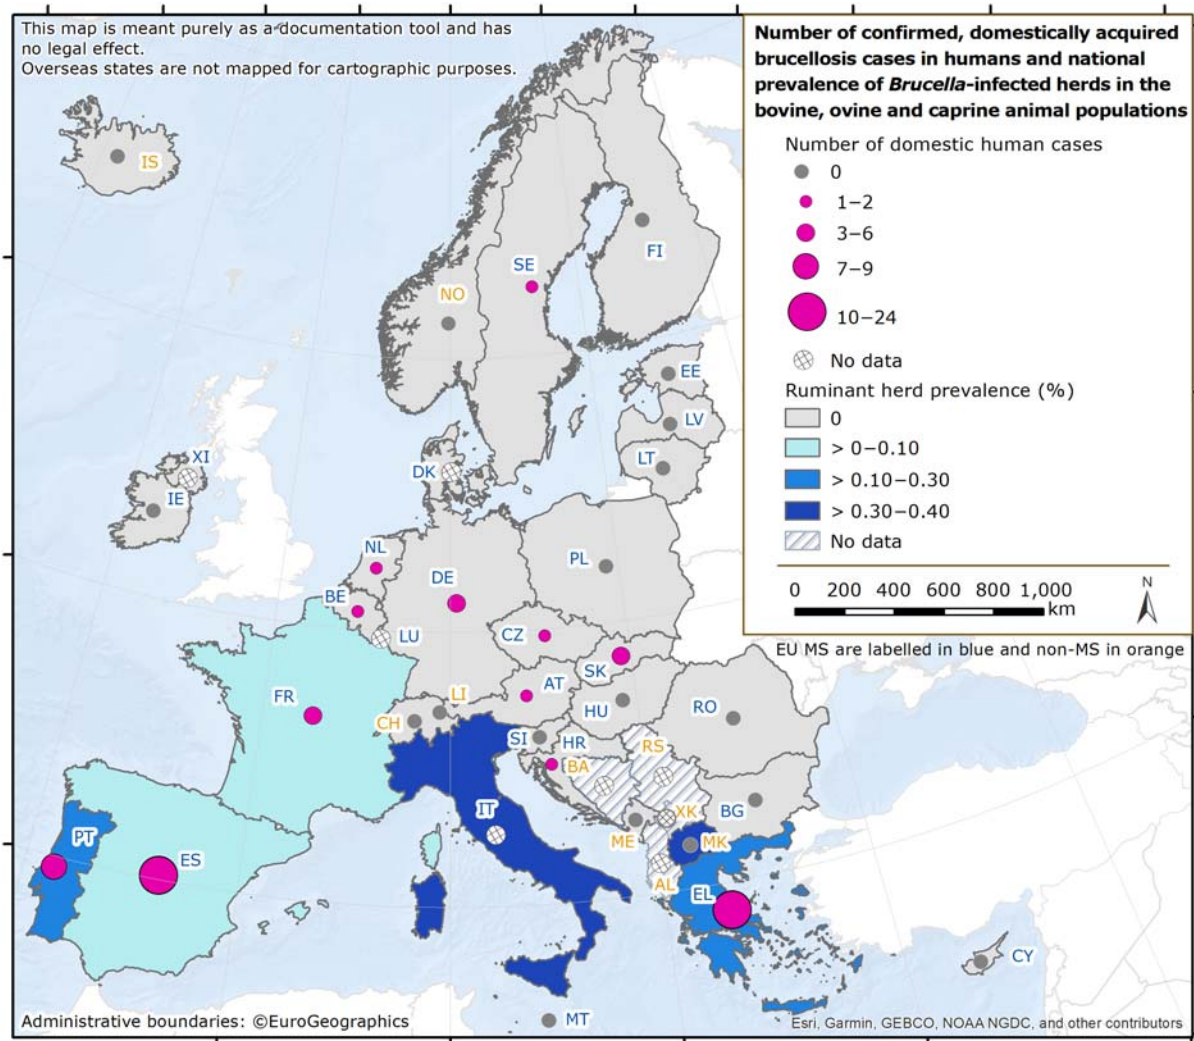 This map is meant purely as a documentation tool and has
no legal effect.
Overseas states are not mapped for cartographic purposes.
Number of confirmed, domestically acquired
brucellosis cases in humans and national
prevalence of Brucella-infected herds in the
bovine, ovine and caprine animal populations
Number of domestic human cases
0
1−2
3−6
7−9
10−24
No data
Ruminant herd prevalence (%)
0
> 0−0.10
> 0.10−0.30
> 0.30−0.40
No data
0 200 400 600 800 1,000
km
N
EU MS are labelled in blue and non-MS in orange
IS
FI
SE
NO
EE
LV
LT
XI
DK
IE
NL
DE
PL
BE
LU
CZ
SK
FR
LI
AT
CH
HU
RO
SI
HR
RS
BA
IT
XK
BG
ME
MK
PT
ES
AL
EL
CY
MT
Administrative boundaries: ©EuroGeographics
Esri, Garmin, GEBCO, NOAA NGDC, and other contributors